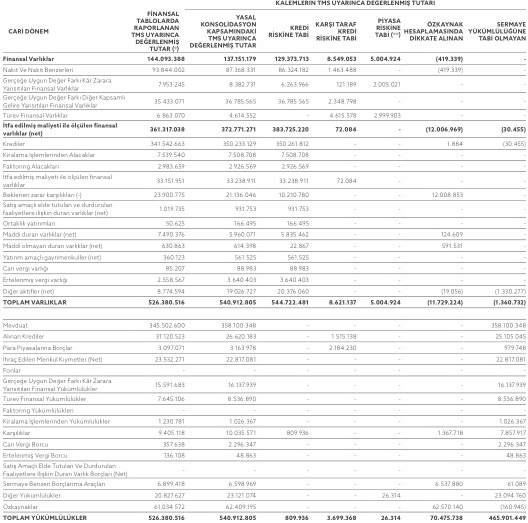 KALEMLERİN TMS UYARINCA DEĞERLENMİŞ TUTARI
CARİ DÖNEM | FİNANSAL TABLOLARDA RAPORLANAN TMS UYARINCA DEĞERLENMİŞ TUTAR (*) | YASAL KONSOLİDASYON KAPSAMINDAKİ TMS UYARINCA DEĞERLENMİŞ TUTAR | KREDİ RİSKİNE TABİ | KARŞI TARAF KREDİ RİSKİNE TABİ | PİYASA RİSKİNE TABİ (**) | ÖZKAYNAK HESAPLAMASINDA DİKKATE ALINAN | SERMAYE YÜKÜMLÜLÜĞÜNE TABİ OLMAYAN
Finansal Varlıklar 144.093.388 137.151.179 129.373.713 8.549.053 5.004.924 (419.339) -
Nakit Ve Nakit Benzerleri 93.844.002 87.368.331 86.324.182 1.463.488 - (419.339) -
Gerçeğe Uygun Değer Farkı Kâr Zarara Yansıtılan Finansal Varlıklar 7.953.245 8.382.731 6.263.966 121.189 2.005.021 - -
Gerçeğe Uygun Değer Farkı Diğer Kapsamlı Gelire Yansıtılan Finansal Varlıklar 35.433.071 36.785.565 36.785.565 2.348.798 - - -
Türev Finansal Varlıklar 6.863.070 4.614.552 - 4.615.578 2.999.903 - -
İtfa edilmiş maliyeti ile ölçülen finansal varlıklar (net) 361.317.038 372.771.271 383.725.220 72.084 - (12.006.969) (30.455)
Krediler 341.542.663 350.233.129 350.261.812 - - 1.884 (30.455)
Kiralama İşlemlerinden Alacaklar 7.539.540 7.508.708 7.508.708 - - - -
Faktoring Alacakları 2.983.659 2.926.569 2.926.569 - - - -
İtfa edilmiş maliyeti ile ölçülen finansal varlıklar 33.151.951 33.238.911 33.238.911 72.084 - - -
Beklenen zarar karşılıkları (-) 23.900.775 21.136.046 10.210.780 - - 12.008.853 -
Satış amaçlı elde tutulan ve durdurulan faaliyetlere ilişkin duran varlıklar (net) 1.019.735 931.753 931.753 - - - -
Ortaklık yatırımları 50.625 166.495 166.495 - - - -
Maddi duran varlıklar (net) 7.490.376 5.960.071 5.835.462 - - 124.609 -
Maddi olmayan duran varlıklar (net) 630.863 614.398 22.867 - - 591.531 -
Yatırım amaçlı gayrimenkuller (net) 360.123 561.525 561.525 - - - -
Cari vergi varlığı 85.207 88.983 88.983 - - - -
Ertelenmiş vergi varlığı 2.558.567 3.640.403 3.640.403 - - - -
Diğer aktifler (net) 8.774.594 19.026.727 20.376.060 - - (19.056) (1.330.277)
TOPLAM VARLIKLAR 526.380.516 540.912.805 544.722.481 8.621.137 5.004.924 (11.729.224) (1.360.732)
Mevduat 345.502.600 358.100.348 - - - - 358.100.348
Alınan Krediler 31.120.523 26.620.183 - 1.515.138 - - 25.105.045
Para Piyasalarına Borçlar 3.097.071 3.163.978 - 2.184.230 - - 979.748
İhraç Edilen Menkul Kıymetler (Net) 23.532.271 22.817.081 - - - - 22.817.081
Fonlar - - - - - - -
Gerçeğe Uygun Değer Farkı Kâr Zarara Yansıtılan Finansal Yükümlülükler 15.591.683 16.137.939 - - - - 16.137.939
Türev Finansal Yükümlülükler 7.645.106 8.536.890 - - - - 8.536.890
Faktoring Yükümlülükleri - - - - - - -
Kiralama İşlemlerinden Yükümlülükler 1.230.781 1.026.367 - - - - 1.026.367
Karşılıklar 9.405.118 10.035.571 809.936 - - 1.367.718 7.857.917
Cari Vergi Borcu 357.638 2.296.347 - - - - 2.296.347
Ertelenmiş Vergi Borcu 136.108 48.863 - - - - 48.863
Satış Amaçlı Elde Tutulan Ve Durdurulan Faaliyetlere İlişkin Duran Varlık Borçları (Net) - - - - - - -
Sermaye Benzeri Borçlanma Araçları 6.899.418 6.598.969 - - - 6.537.880 61.089
Diğer Yükümlülükler 20.827.627 23.121.074 - - 26.314 - 23.094.760
Özkaynaklar 61.034.572 62.409.195 - - - 62.570.140 (160.945)
TOPLAM YÜKÜMLÜLÜKLER 526.380.516 540.912.805 809.936 3.699.368 26.314 70.475.738 465.901.449